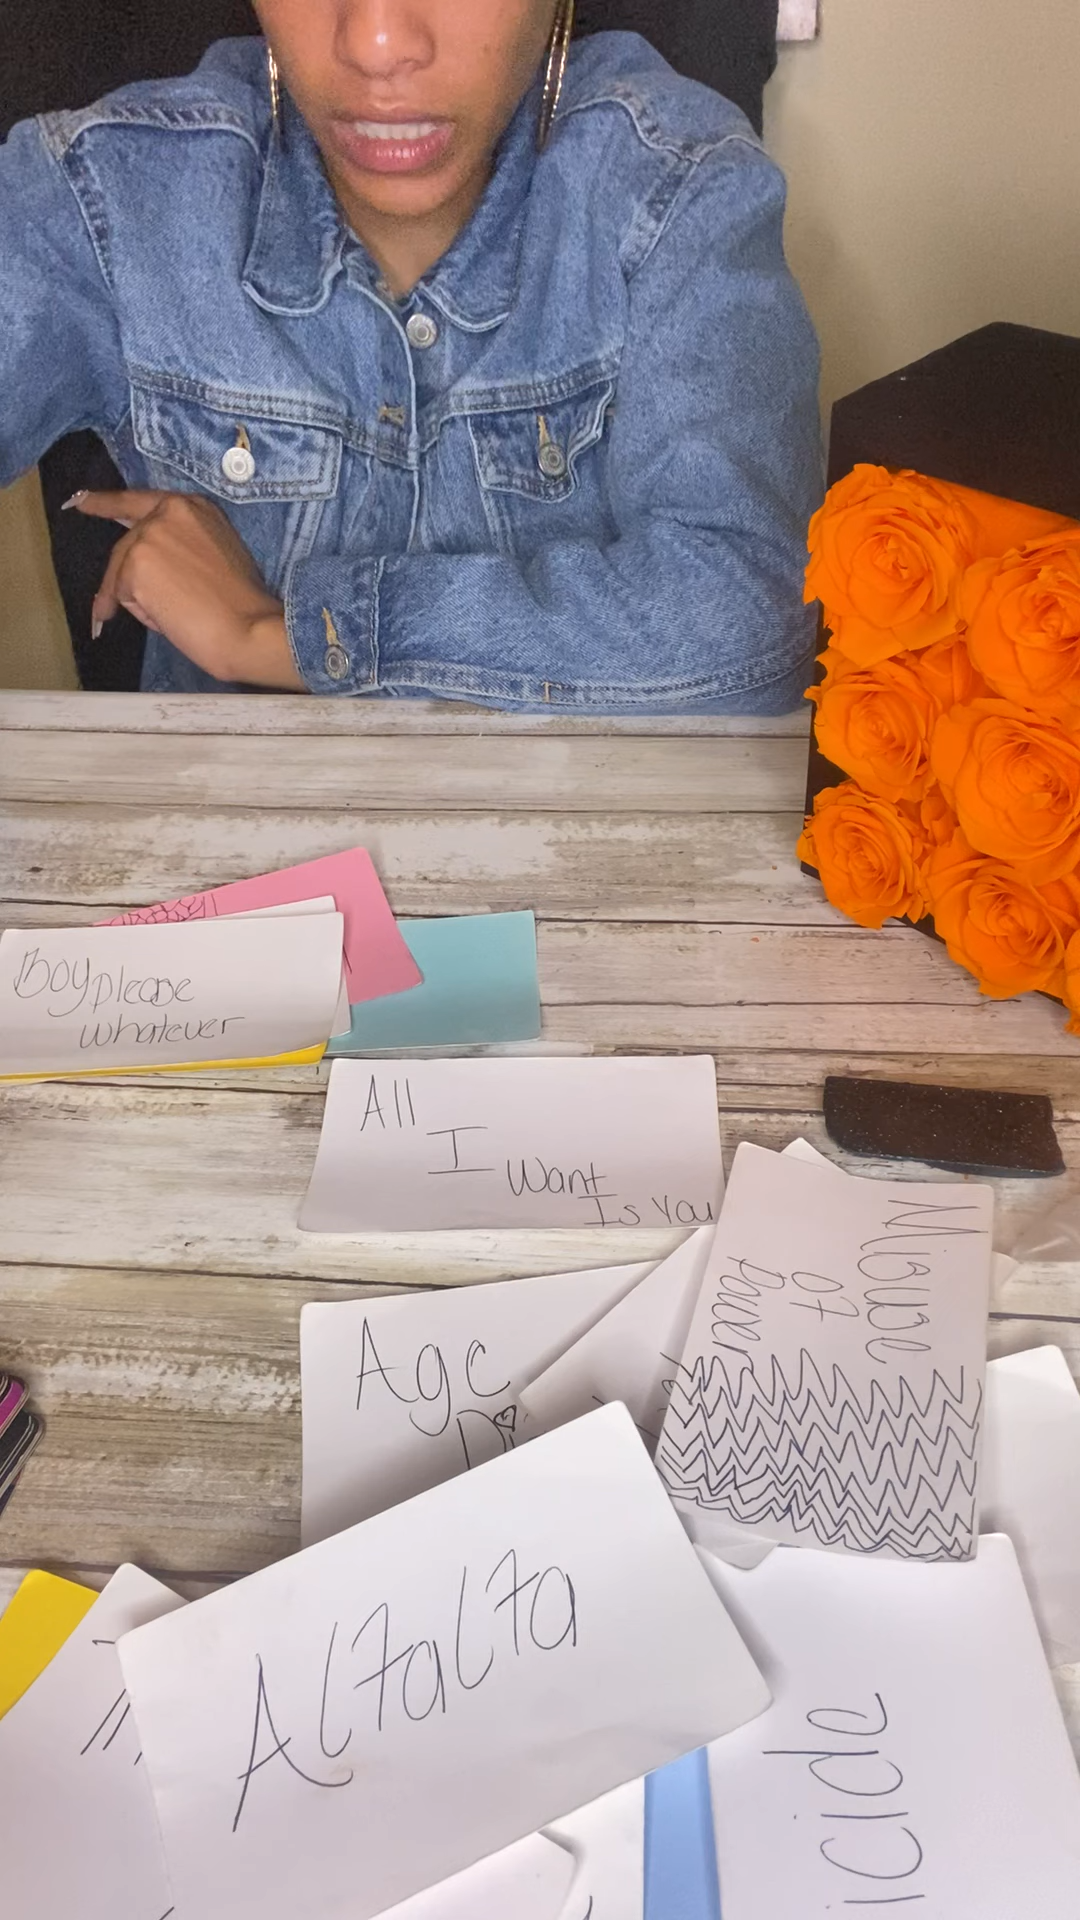 Boy please
whatever
All
I
Want
Is You
Misuse
of
Power
Age
Alfalfa
icide